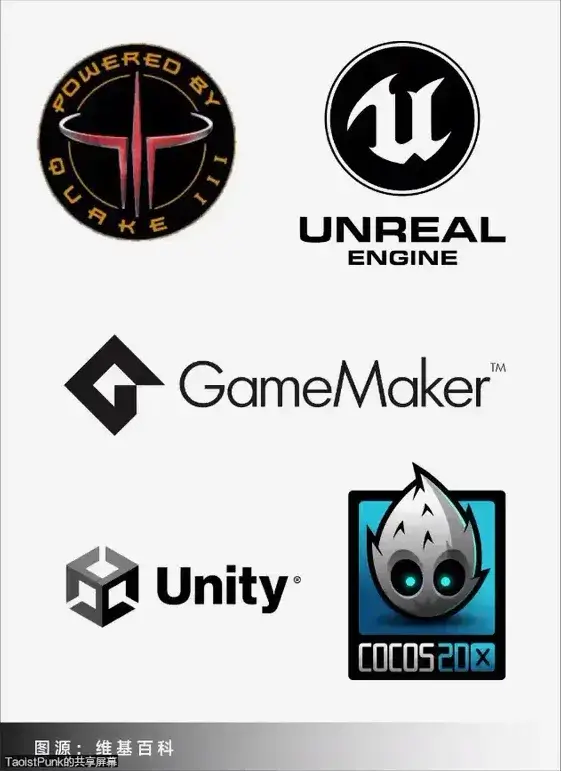 POWERED BY
QUAKE III
UNREAL
ENGINE
GameMaker™
Unity®
COCOS2DX
图源：维基百科
TaoistPunk的共享屏幕